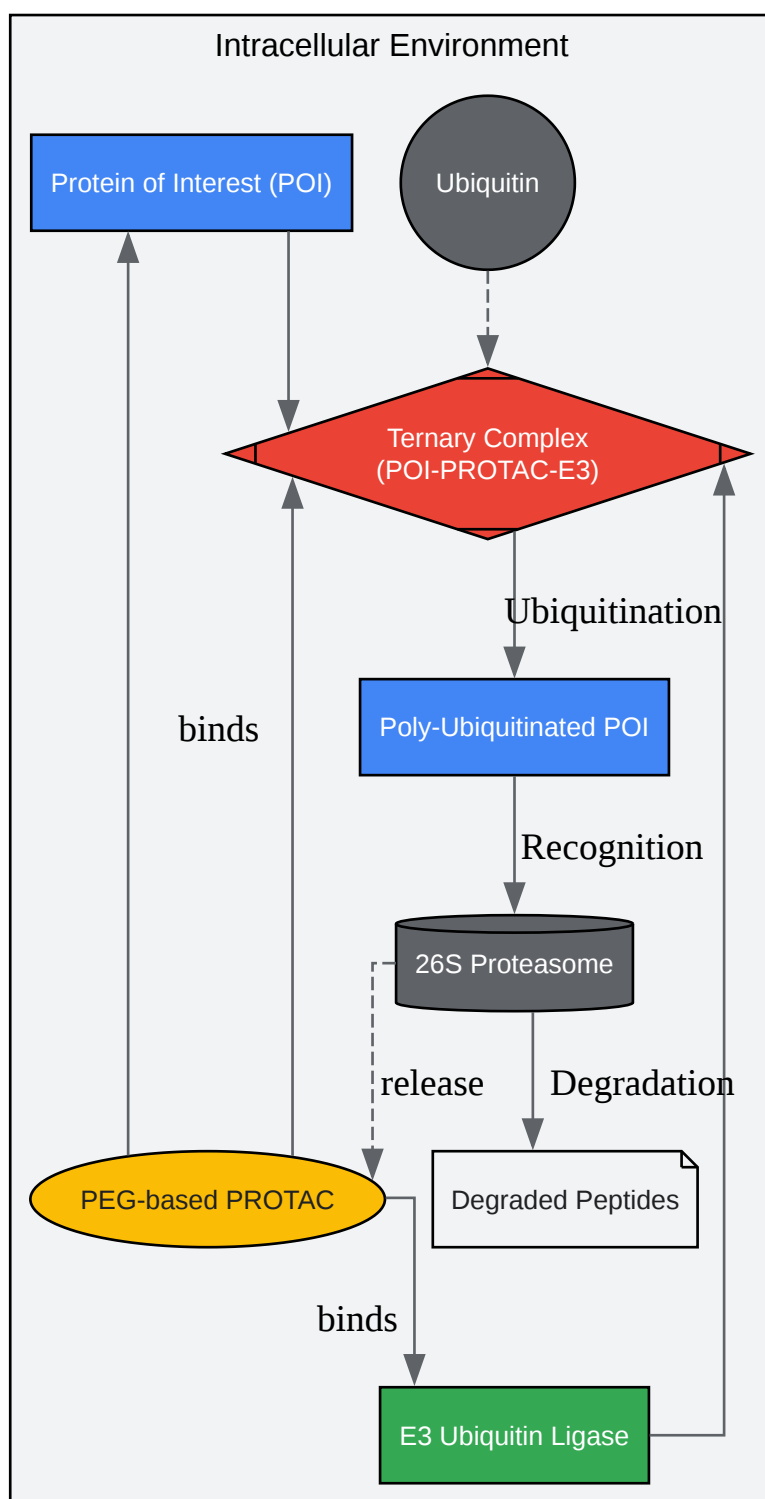 Intracellular Environment
Protein of Interest (POI)
Ubiquitin
Ternary Complex
(POI-PROTAC-E3)
Ubiquitination
binds
Poly-Ubiquitinated POI
Recognition
26S Proteasome
release
Degradation
PEG-based PROTAC
Degraded Peptides
binds
E3 Ubiquitin Ligase